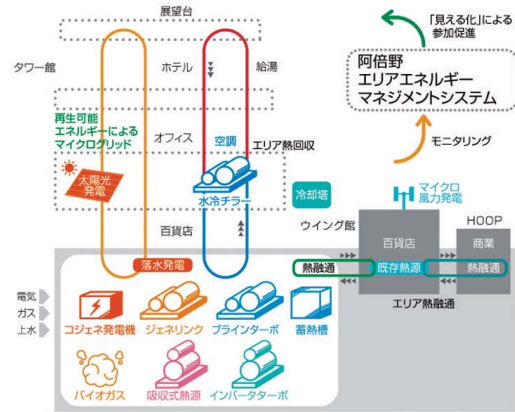 展望台
「見える化」による
参加促進
タワー館
ホテル
給湯
阿倍野
エリアエネルギー
マネジメントシステム
再生可能
エネルギーによる
マイクログリッド
オフィス
空調
エリア熱回収
モニタリング
太陽光
発電
水冷チラー
冷却塔
マイクロ
風力発電
百貨店
ウイング館
HOOP
百貨店
商業
落水発電
熱融通
既存熱源
熱融通
エリア熱融通
電気
ガス
上水
コジェネ発電機
ジェネリンク
ブラインターボ
蓄熱槽
バイオガス
吸収式熱源
インバータターボ